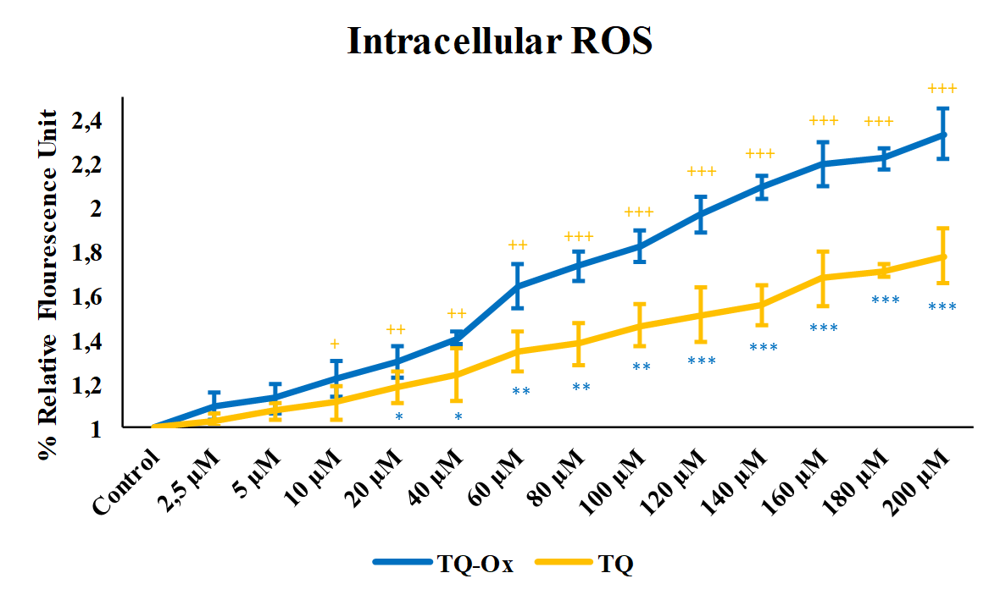 Intracellular ROS
% Relative Flourescence Unit
2,4
2,2
2
1,8
1,6
1,4
1,2
1
+
++
++
++
+++
+++
+++
+++
+++
+++
+++
*
*
**
**
**
***
***
***
***
***
Control
2,5 µM
5 µM
10 µM
20 µM
40 µM
60 µM
80 µM
100 µM
120 µM
140 µM
160 µM
180 µM
200 µM
TQ-Ox TQ